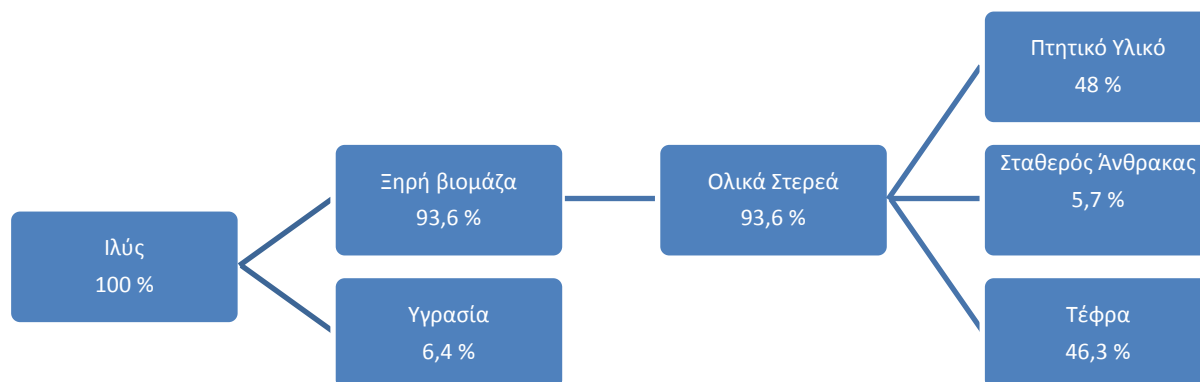 Ιλύς
100 %
Ξηρή βιομάζα
93,6 %
Υγρασία
6,4 %
Ολικά Στερεά
93,6 %
Πτητικό Υλικό
48 %
Σταθερός Άνθρακας
5,7 %
Τέφρα
46,3 %